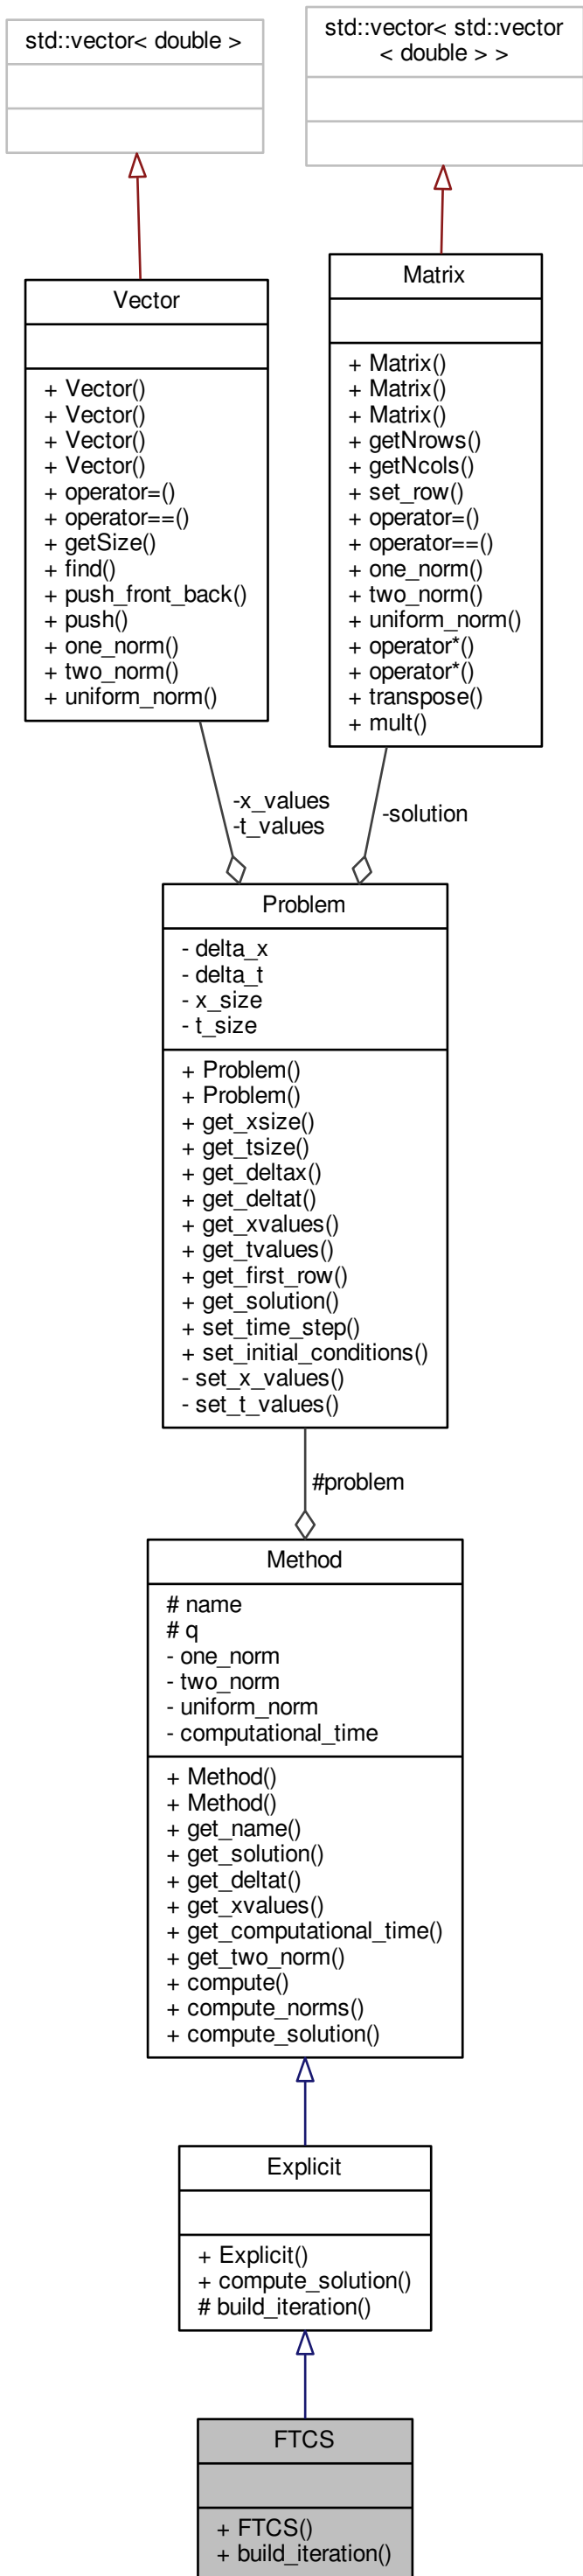 std::vector< double >
std::vector< std::vector
< double > >
Vector
+ Vector()
+ Vector()
+ Vector()
+ Vector()
+ operator=()
+ operator==()
+ getSize()
+ find()
+ push_front_back()
+ push()
+ one_norm()
+ two_norm()
+ uniform_norm()
Matrix
+ Matrix()
+ Matrix()
+ Matrix()
+ getNrows()
+ getNcols()
+ set_row()
+ operator=()
+ operator==()
+ one_norm()
+ two_norm()
+ uniform_norm()
+ operator*()
+ operator*()
+ transpose()
+ mult()
-x_values
-t_values
-solution
Problem
- delta_x
- delta_t
- x_size
- t_size
+ Problem()
+ Problem()
+ get_xsize()
+ get_tsize()
+ get_deltax()
+ get_deltat()
+ get_xvalues()
+ get_tvalues()
+ get_first_row()
+ get_solution()
+ set_time_step()
+ set_initial_conditions()
- set_x_values()
- set_t_values()
#problem
Method
# name
# q
- one_norm
- two_norm
- uniform_norm
- computational_time
+ Method()
+ Method()
+ get_name()
+ get_solution()
+ get_deltat()
+ get_xvalues()
+ get_computational_time()
+ get_two_norm()
+ compute()
+ compute_norms()
+ compute_solution()
Explicit
+ Explicit()
+ compute_solution()
# build_iteration()
FTCS
+ FTCS()
+ build_iteration()